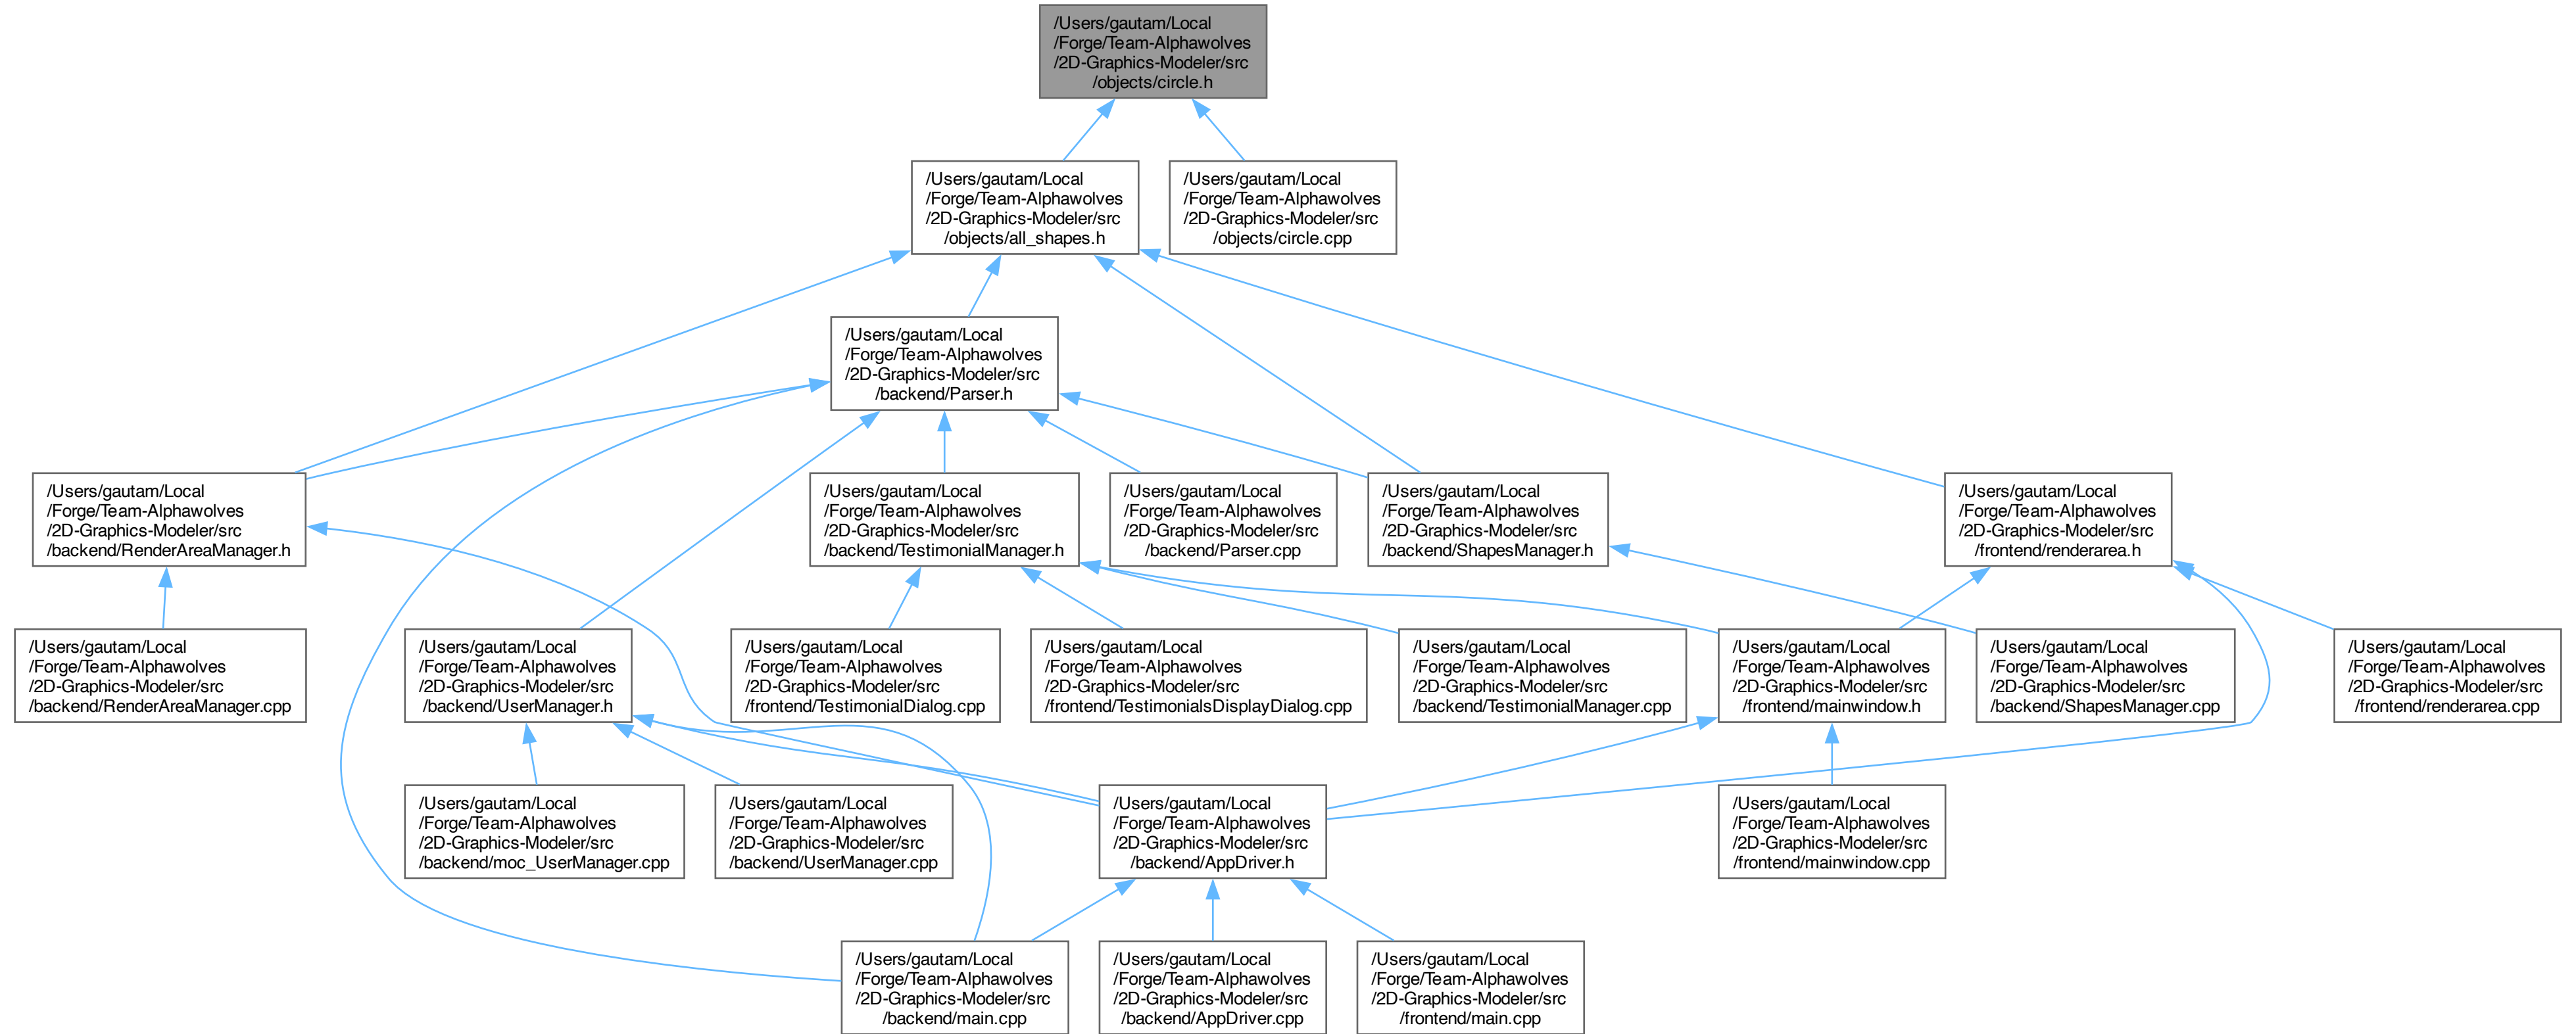 /Users/gautam/Local
/Forge/Team-Alphawolves
/2D-Graphics-Modeler/src
/objects/circle.h
/Users/gautam/Local
/Forge/Team-Alphawolves
/2D-Graphics-Modeler/src
/objects/all_shapes.h
/Users/gautam/Local
/Forge/Team-Alphawolves
/2D-Graphics-Modeler/src
/objects/circle.cpp
/Users/gautam/Local
/Forge/Team-Alphawolves
/2D-Graphics-Modeler/src
/backend/Parser.h
/Users/gautam/Local
/Forge/Team-Alphawolves
/2D-Graphics-Modeler/src
/backend/RenderAreaManager.h
/Users/gautam/Local
/Forge/Team-Alphawolves
/2D-Graphics-Modeler/src
/backend/TestimonialManager.h
/Users/gautam/Local
/Forge/Team-Alphawolves
/2D-Graphics-Modeler/src
/backend/Parser.cpp
/Users/gautam/Local
/Forge/Team-Alphawolves
/2D-Graphics-Modeler/src
/backend/ShapesManager.h
/Users/gautam/Local
/Forge/Team-Alphawolves
/2D-Graphics-Modeler/src
/frontend/renderarea.h
/Users/gautam/Local
/Forge/Team-Alphawolves
/2D-Graphics-Modeler/src
/backend/RenderAreaManager.cpp
/Users/gautam/Local
/Forge/Team-Alphawolves
/2D-Graphics-Modeler/src
/backend/UserManager.h
/Users/gautam/Local
/Forge/Team-Alphawolves
/2D-Graphics-Modeler/src
/frontend/TestimonialDialog.cpp
/Users/gautam/Local
/Forge/Team-Alphawolves
/2D-Graphics-Modeler/src
/frontend/TestimonialsDisplayDialog.cpp
/Users/gautam/Local
/Forge/Team-Alphawolves
/2D-Graphics-Modeler/src
/backend/TestimonialManager.cpp
/Users/gautam/Local
/Forge/Team-Alphawolves
/2D-Graphics-Modeler/src
/frontend/mainwindow.h
/Users/gautam/Local
/Forge/Team-Alphawolves
/2D-Graphics-Modeler/src
/backend/ShapesManager.cpp
/Users/gautam/Local
/Forge/Team-Alphawolves
/2D-Graphics-Modeler/src
/frontend/renderarea.cpp
/Users/gautam/Local
/Forge/Team-Alphawolves
/2D-Graphics-Modeler/src
/backend/moc_UserManager.cpp
/Users/gautam/Local
/Forge/Team-Alphawolves
/2D-Graphics-Modeler/src
/backend/UserManager.cpp
/Users/gautam/Local
/Forge/Team-Alphawolves
/2D-Graphics-Modeler/src
/backend/AppDriver.h
/Users/gautam/Local
/Forge/Team-Alphawolves
/2D-Graphics-Modeler/src
/frontend/mainwindow.cpp
/Users/gautam/Local
/Forge/Team-Alphawolves
/2D-Graphics-Modeler/src
/backend/main.cpp
/Users/gautam/Local
/Forge/Team-Alphawolves
/2D-Graphics-Modeler/src
/backend/AppDriver.cpp
/Users/gautam/Local
/Forge/Team-Alphawolves
/2D-Graphics-Modeler/src
/frontend/main.cpp